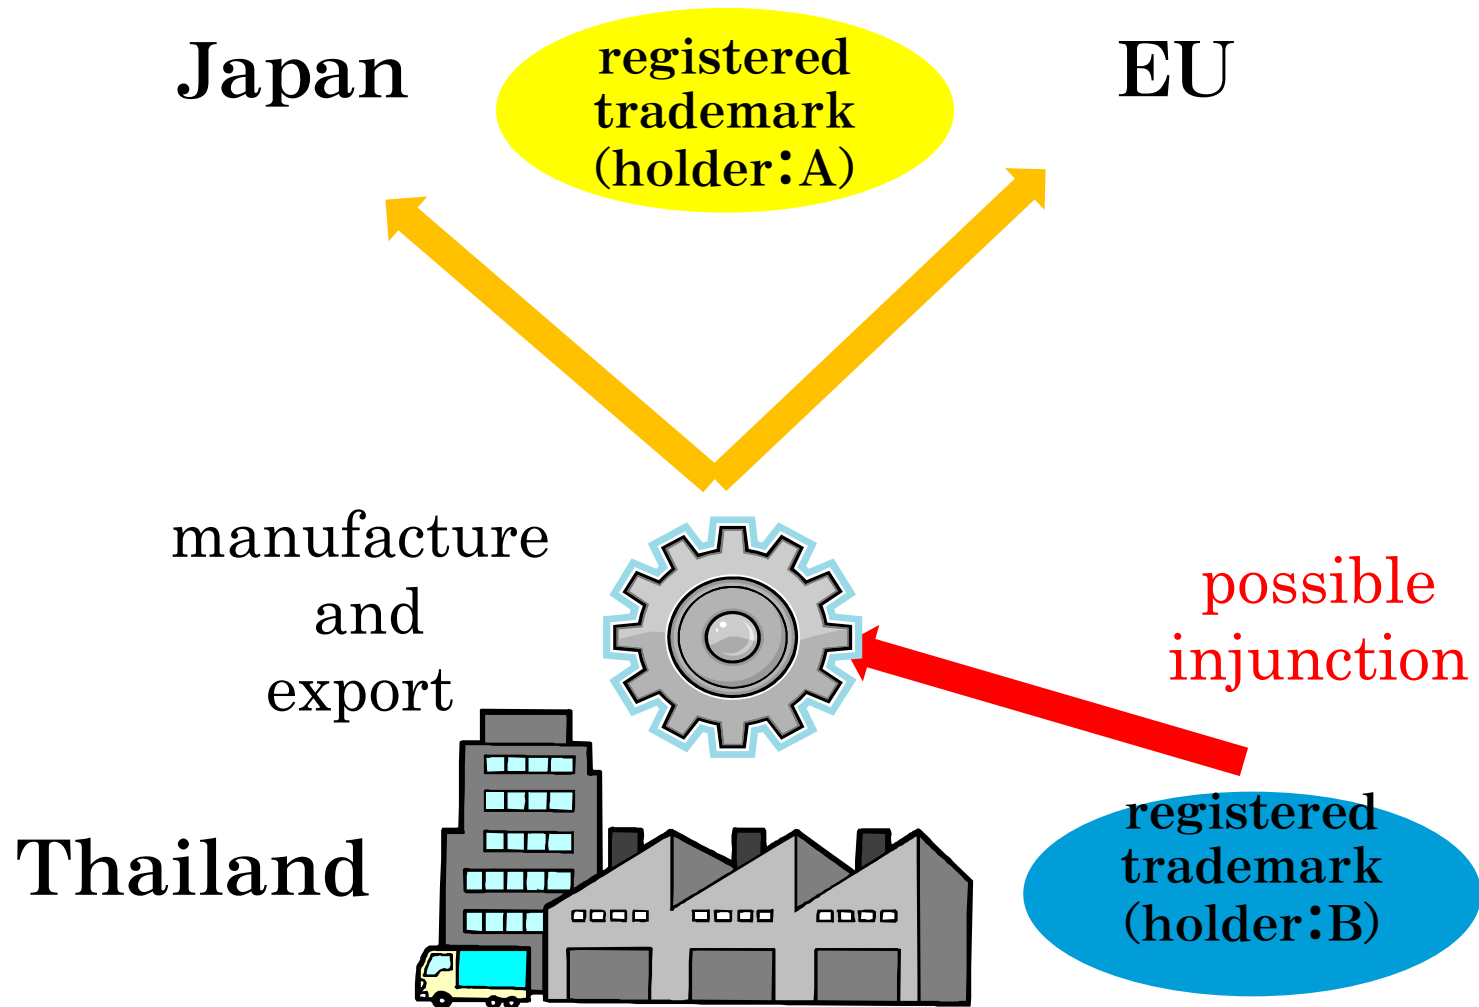 Japan
registered
trademark
(holder：A)
EU
manufacture
and
export
possible
injunction
Thailand
registered
trademark
(holder：B)